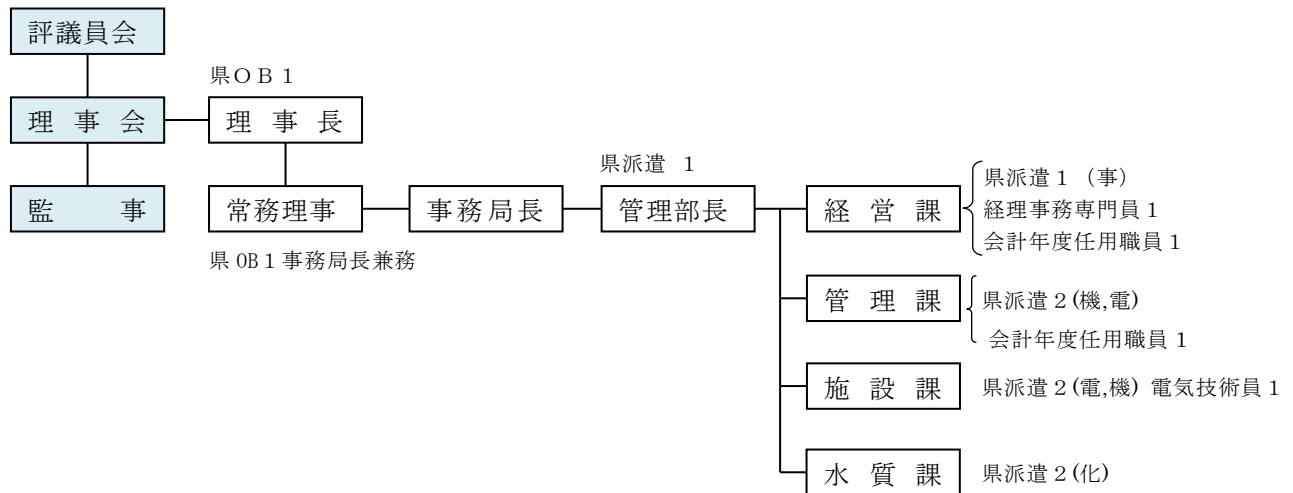 評議員会
県ＯＢ１
理事会
理事長
県派遣 １
監事
常務理事
事務局長
管理部長
経営課
県派遣１（事）
経理事務専門員１
会計年度任用職員１
県OB１事務局長兼務
管理課
県派遣２(機,電)
会計年度任用職員１
施設課
県派遣２(電,機) 電気技術員１
水質課
県派遣２(化)